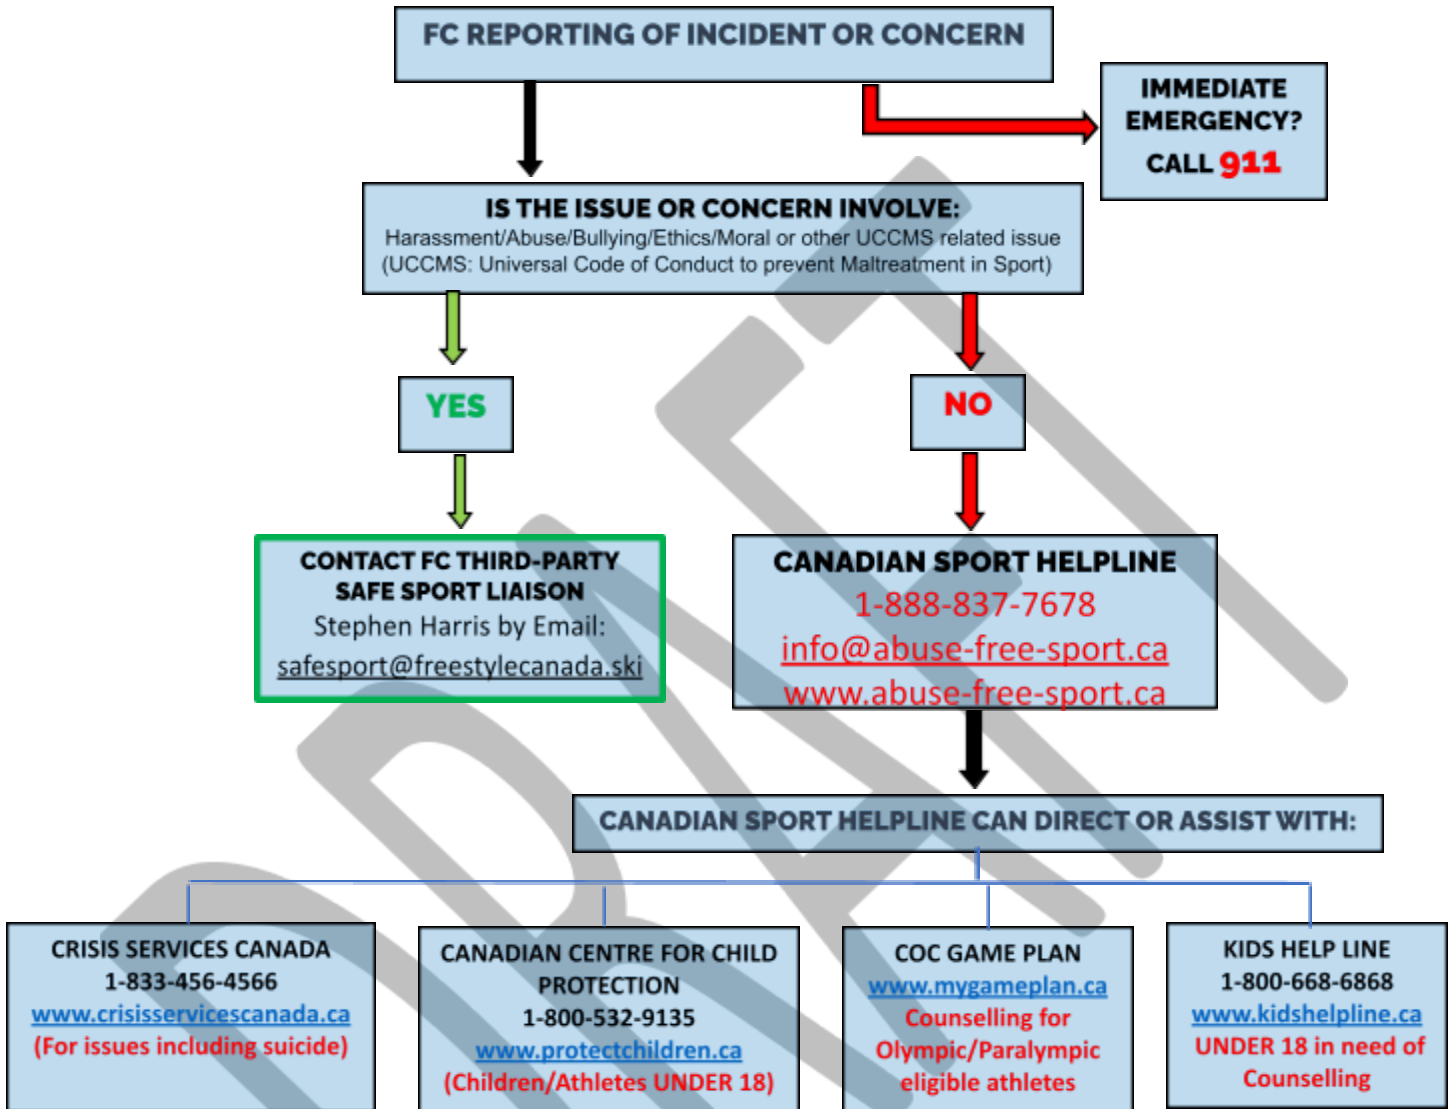 FC REPORTING OF INCIDENT OR CONCERN
IMMEDIATE
EMERGENCY?
CALL 911
IS THE ISSUE OR CONCERN INVOLVE:
Harassment/Abuse/Bullying/Ethics/Moral or other UCCMS related issue
(UCCMS: Universal Code of Conduct to prevent Maltreatment in Sport)
YES
NO
CONTACT FC THIRD-PARTY
SAFE SPORT LIAISON
Stephen Harris by Email:
safesport@freestylecanada.ski
CANADIAN SPORT HELPLINE
1-888-837-7678
info@abuse-free-sport.ca
www.abuse-free-sport.ca
CANADIAN SPORT HELPLINE CAN DIRECT OR ASSIST WITH:
CRISIS SERVICES CANADA
1-833-456-4566
www.crisisservicescanada.ca
(For issues including suicide)
CANADIAN CENTRE FOR CHILD
PROTECTION
1-800-532-9135
www.protectchildren.ca
(Children/Athletes UNDER 18)
COC GAME PLAN
www.mygameplan.ca
Counselling for
Olympic/Paralympic
eligible athletes
KIDS HELP LINE
1-800-668-6868
www.kidshelpline.ca
UNDER 18 in need of
Counselling
DRAFT